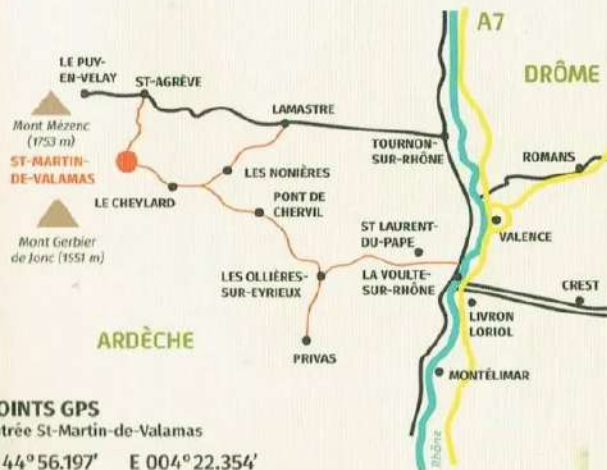 A7
DRÔME
LE PUY-
EN-VELAY
ST-AGRÈVE
LAMASTRE
Mont Mézenc
(1753 m)
TOURNON-
SUR-RHÔNE
ROMANS
ST-MARTIN-
DE-VALAMAS
LES NONIÈRES
LE CHEYLARD
PONT DE
CHERVIL
ST LAURENT-
DU-PAPE
VALENCE
Mont Gerbier
de Jonc (1551 m)
LES OLLIÈRES-
SUR-EYRIEUX
LA VOULTE-
SUR-RHÔNE
CREST
LIVRON
LORIOL
ARDÈCHE
PRIVAS
MONTÉLIMAR
Rhône
OINTS GPS
ntrée St-Martin-de-Valamas
44° 56.197' E 004° 22.354'